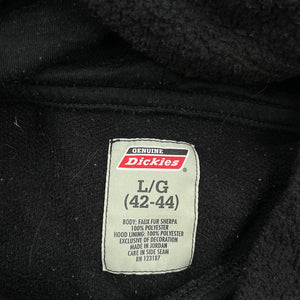 GENUINE
Dickies
L/G
(42-44)
BODY: FAUX FUR SHERPA
100% POLYESTER
HOOD LINING: 100% POLYESTER
EXCLUSIVE OF DECORATION
MADE IN JORDAN
CARE IN SIDE SEAM
RN 123187